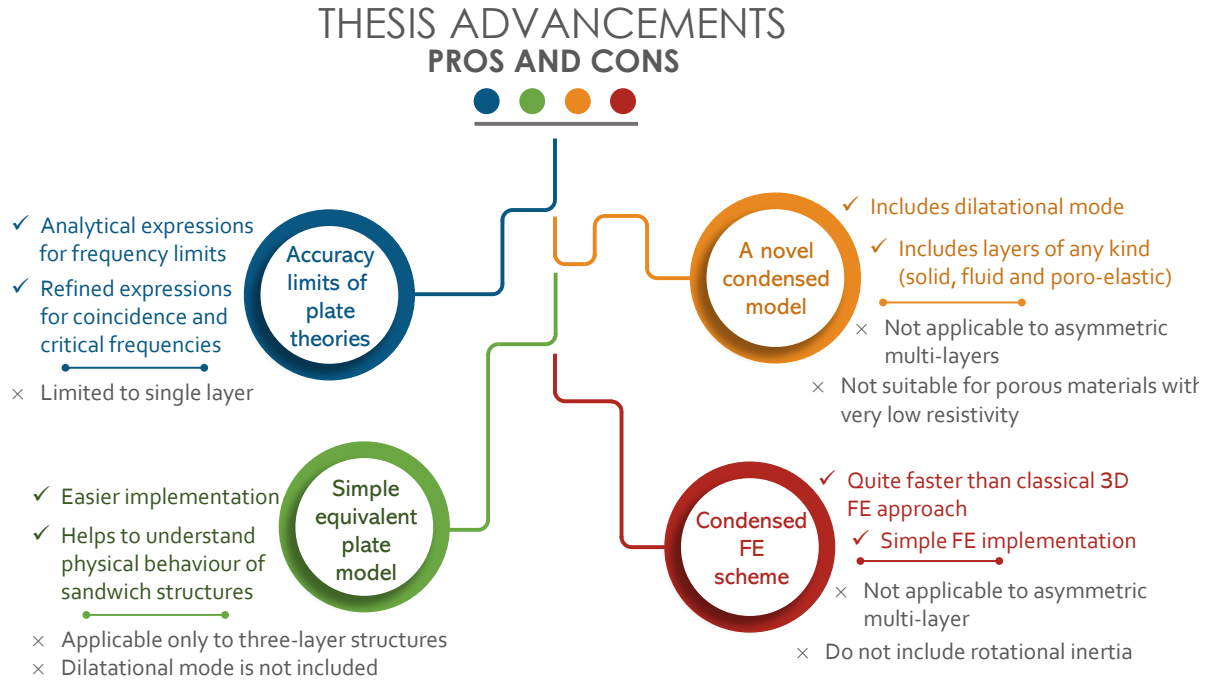 THESIS ADVANCEMENTS
PROS AND CONS
✓ Analytical expressions
for frequency limits
✓ Refined expressions
for coincidence and
critical frequencies
× Limited to single layer
Accuracy
limits of
plate
theories
A novel
condensed
model
✓ Includes dilatational mode
✓ Includes layers of any kind
(solid, fluid and poro-elastic)
× Not applicable to asymmetric
multi-layers
× Not suitable for porous materials with
very low resistivity
✓ Easier implementation
✓ Helps to understand
physical behaviour of
sandwich structures
× Applicable only to three-layer structures
× Dilatational mode is not included
Simple
equivalent
plate
model
Condensed
FE
scheme
✓ Quite faster than classical 3D
FE approach
✓ Simple FE implementation
× Not applicable to asymmetric
multi-layer
× Do not include rotational inertia